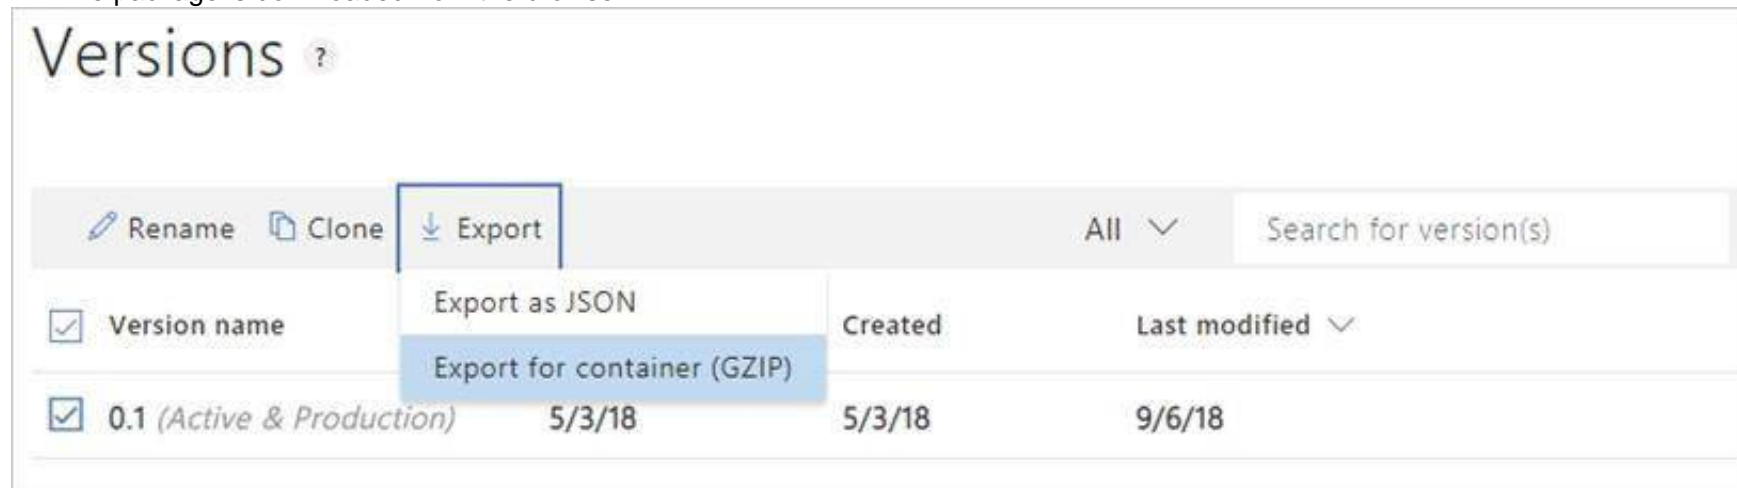 Versions ?
Rename Clone Export All Search for version(s)
Export as JSON
Version name Created Last modified
Export for container (GZIP)
0.1 (Active & Production) 5/3/18 5/3/18 9/6/18